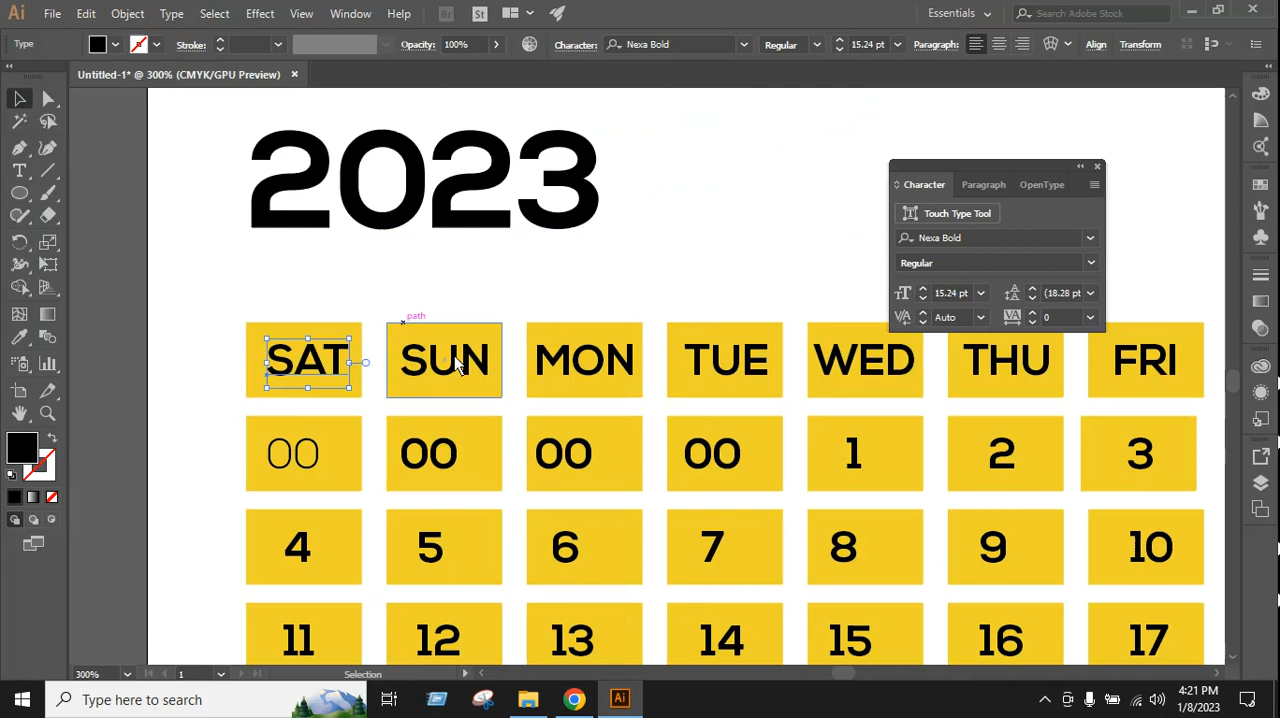 Ai File Edit Object Type Select Effect View Window Help Br St Essentials Search Adobe Stock
Type Stroke: Opacity: 100% Character: Nexa Bold Regular 15.24 pt Paragraph: Align Transform
Untitled-1* @ 300% (CMYK/GPU Preview)
2023
Character Paragraph OpenType
Touch Type Tool
Nexa Bold
Regular
15.24 pt (18.28 pt
Auto 0
path
SAT SUN MON TUE WED THU FRI
00 00 00 00 1 2 3
4 5 6 7 8 9 10
11 12 13 14 15 16 17
300% 1 Selection
Type here to search Ai 4:21 PM
1/8/2023